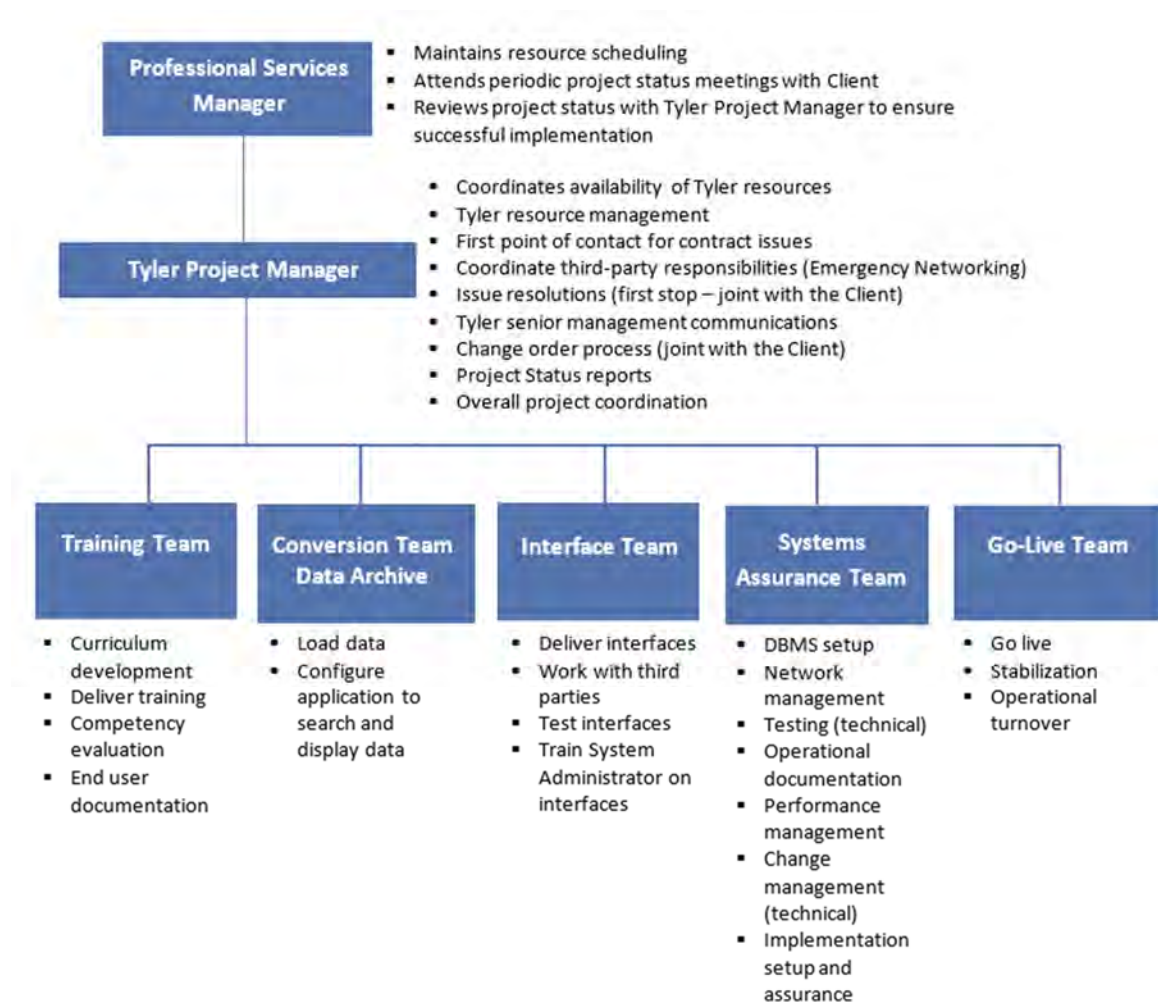 Professional Services
Manager
▪ Maintains resource scheduling
▪ Attends periodic project status meetings with Client
▪ Reviews project status with Tyler Project Manager to ensure
successful implementation
Tyler Project Manager
▪ Coordinates availability of Tyler resources
▪ Tyler resource management
▪ First point of contact for contract issues
▪ Coordinate third-party responsibilities (Emergency Networking)
▪ Issue resolutions (first stop – joint with the Client)
▪ Tyler senior management communications
▪ Change order process (joint with the Client)
▪ Project Status reports
▪ Overall project coordination
Training Team
▪ Curriculum
development
▪ Deliver training
▪ Competency
evaluation
▪ End user
documentation
Conversion Team
Data Archive
▪ Load data
▪ Configure
application to
search and
display data
Interface Team
▪ Deliver interfaces
▪ Work with third
parties
▪ Test interfaces
▪ Train System
Administrator on
interfaces
Systems
Assurance Team
▪ DBMS setup
▪ Network
management
▪ Testing (technical)
▪ Operational
documentation
▪ Performance
management
▪ Change
management
(technical)
▪ Implementation
setup and
assurance
Go-Live Team
▪ Go live
▪ Stabilization
▪ Operational
turnover